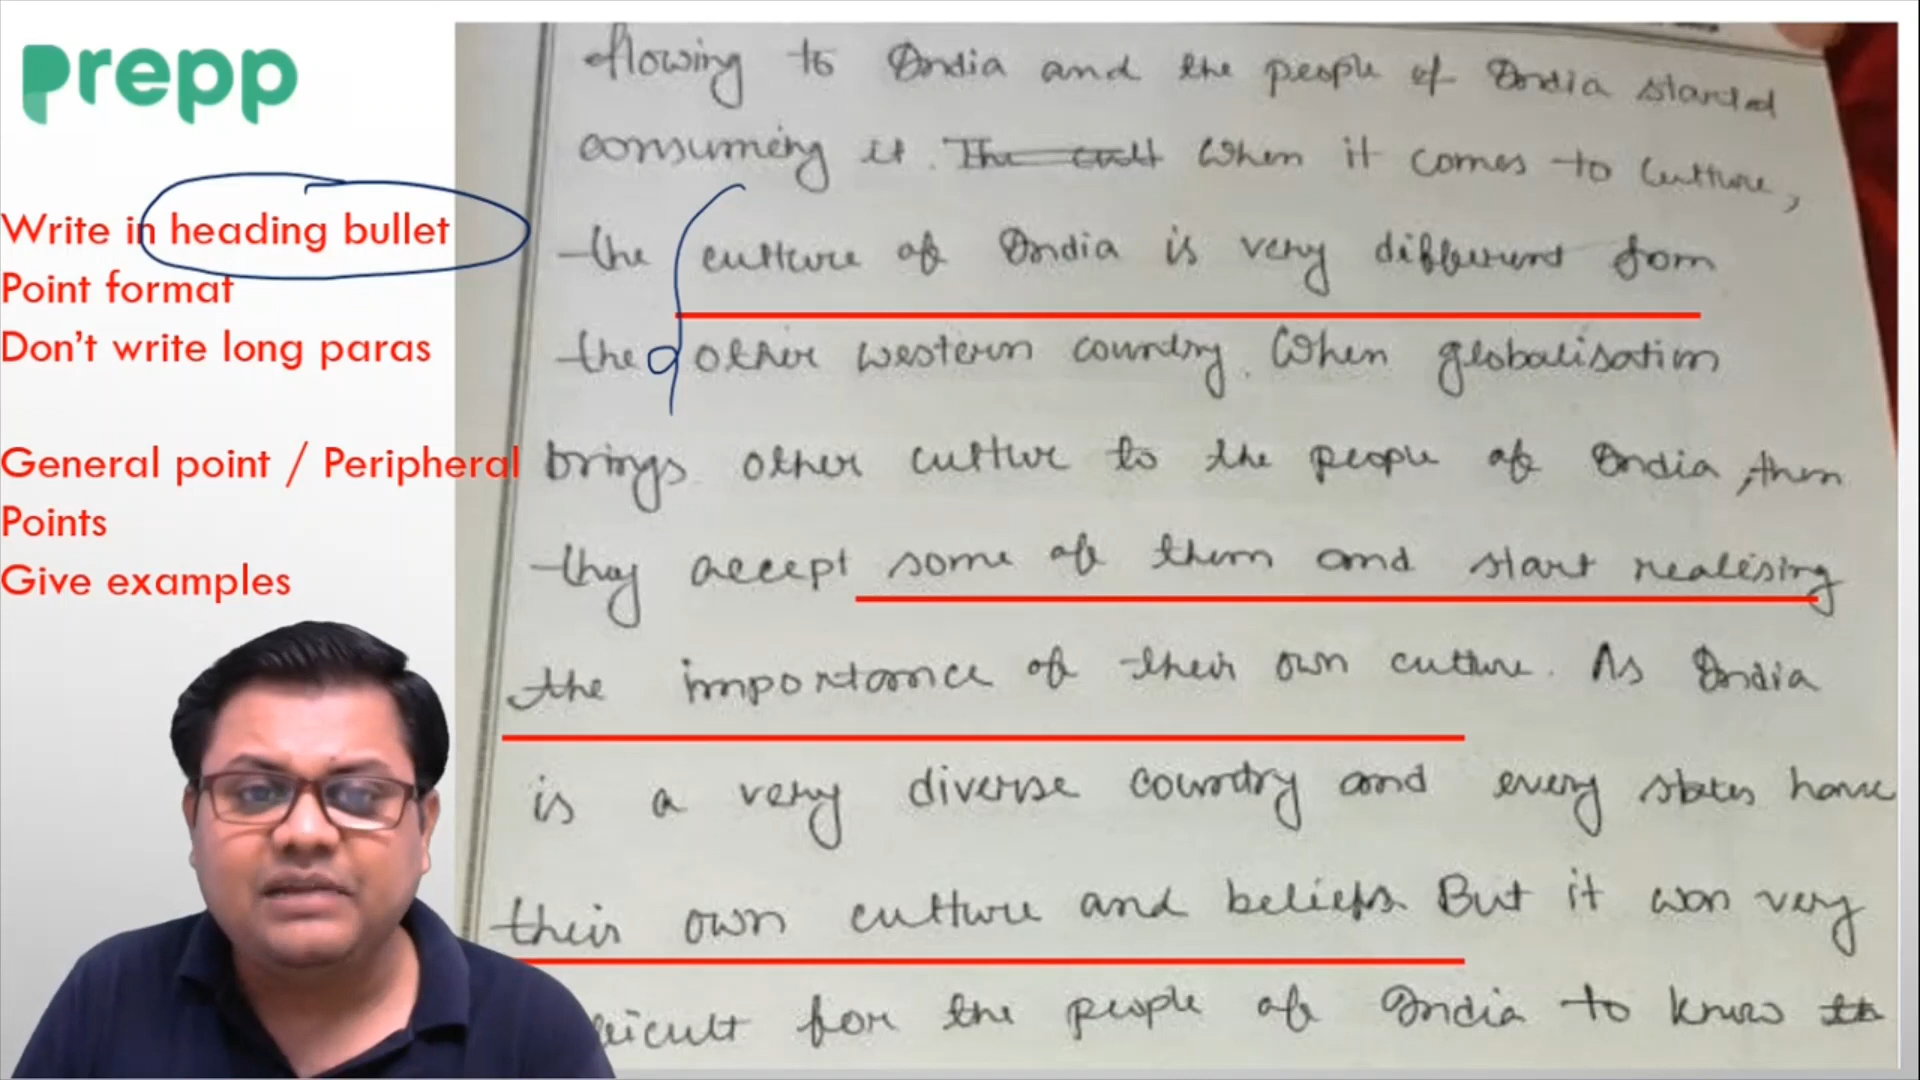 prepp
Write in heading bullet
Point format
Don't write long paras
General point / Peripheral
Points
Give examples
flowing to India and the people of India started
consuming it. The cult When it comes to culture,
the culture of India is very different from
the other western country. When globalisation
brings other culture to the people of India, then
they accept some of them and start realising
the importance of their own culture. As India
is a very diverse country and every states have
their own culture and beliefs. But it was very
for the people of India to know th